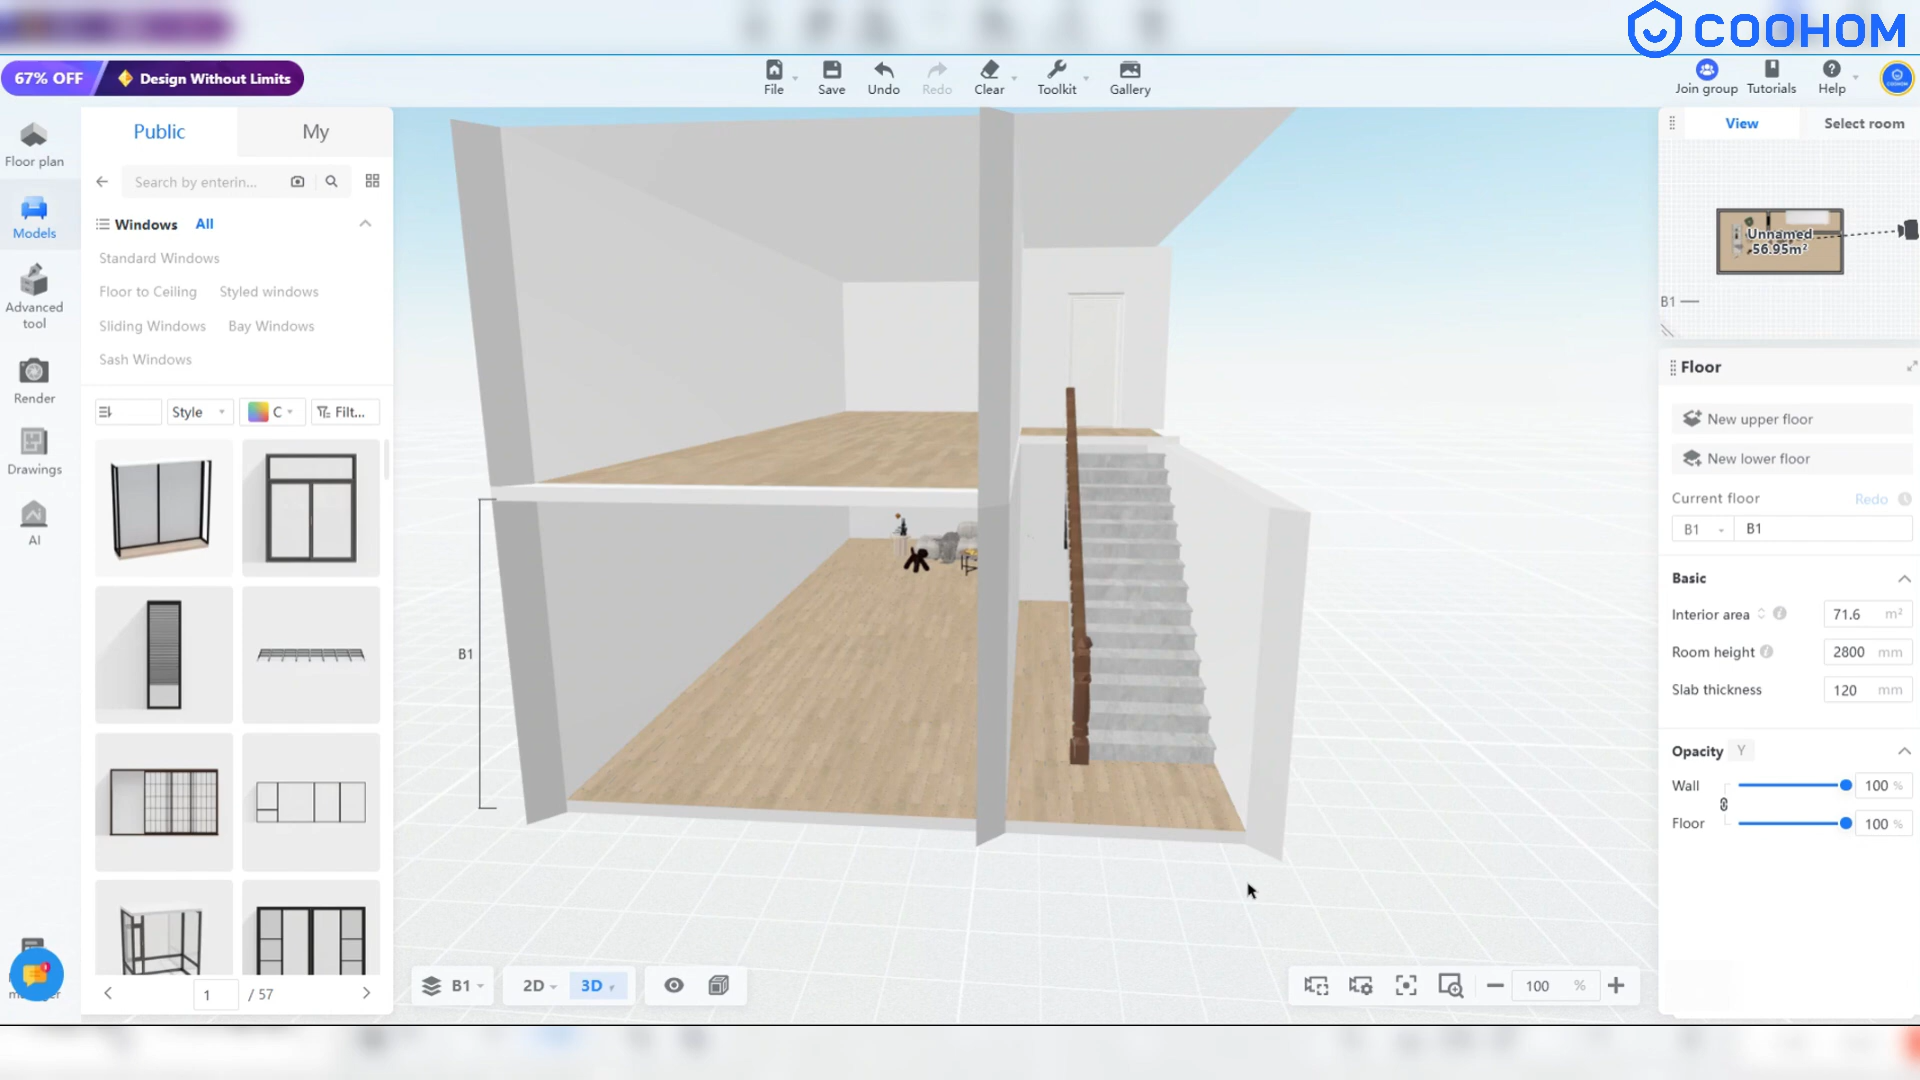 COOHOM
67% OFF
Design Without Limits
File
Save
Undo
Redo
Clear
Toolkit
Gallery
Join group
Tutorials
Help
Floor plan
Models
Advanced
tool
Render
Drawings
AI
Public
My
Search by enterin...
Windows All
Standard Windows
Floor to Ceiling Styled windows
Sliding Windows Bay Windows
Sash Windows
Style
C
Filt...
1 / 57
B1
B1
2D
3D
100 %
View
Select room
Unnamed
56.95m²
B1
Floor
New upper floor
New lower floor
Current floor Redo
B1 B1
Basic
Interior area 71.6 m²
Room height 2800 mm
Slab thickness 120 mm
Opacity Y
Wall 100 %
Floor 100 %